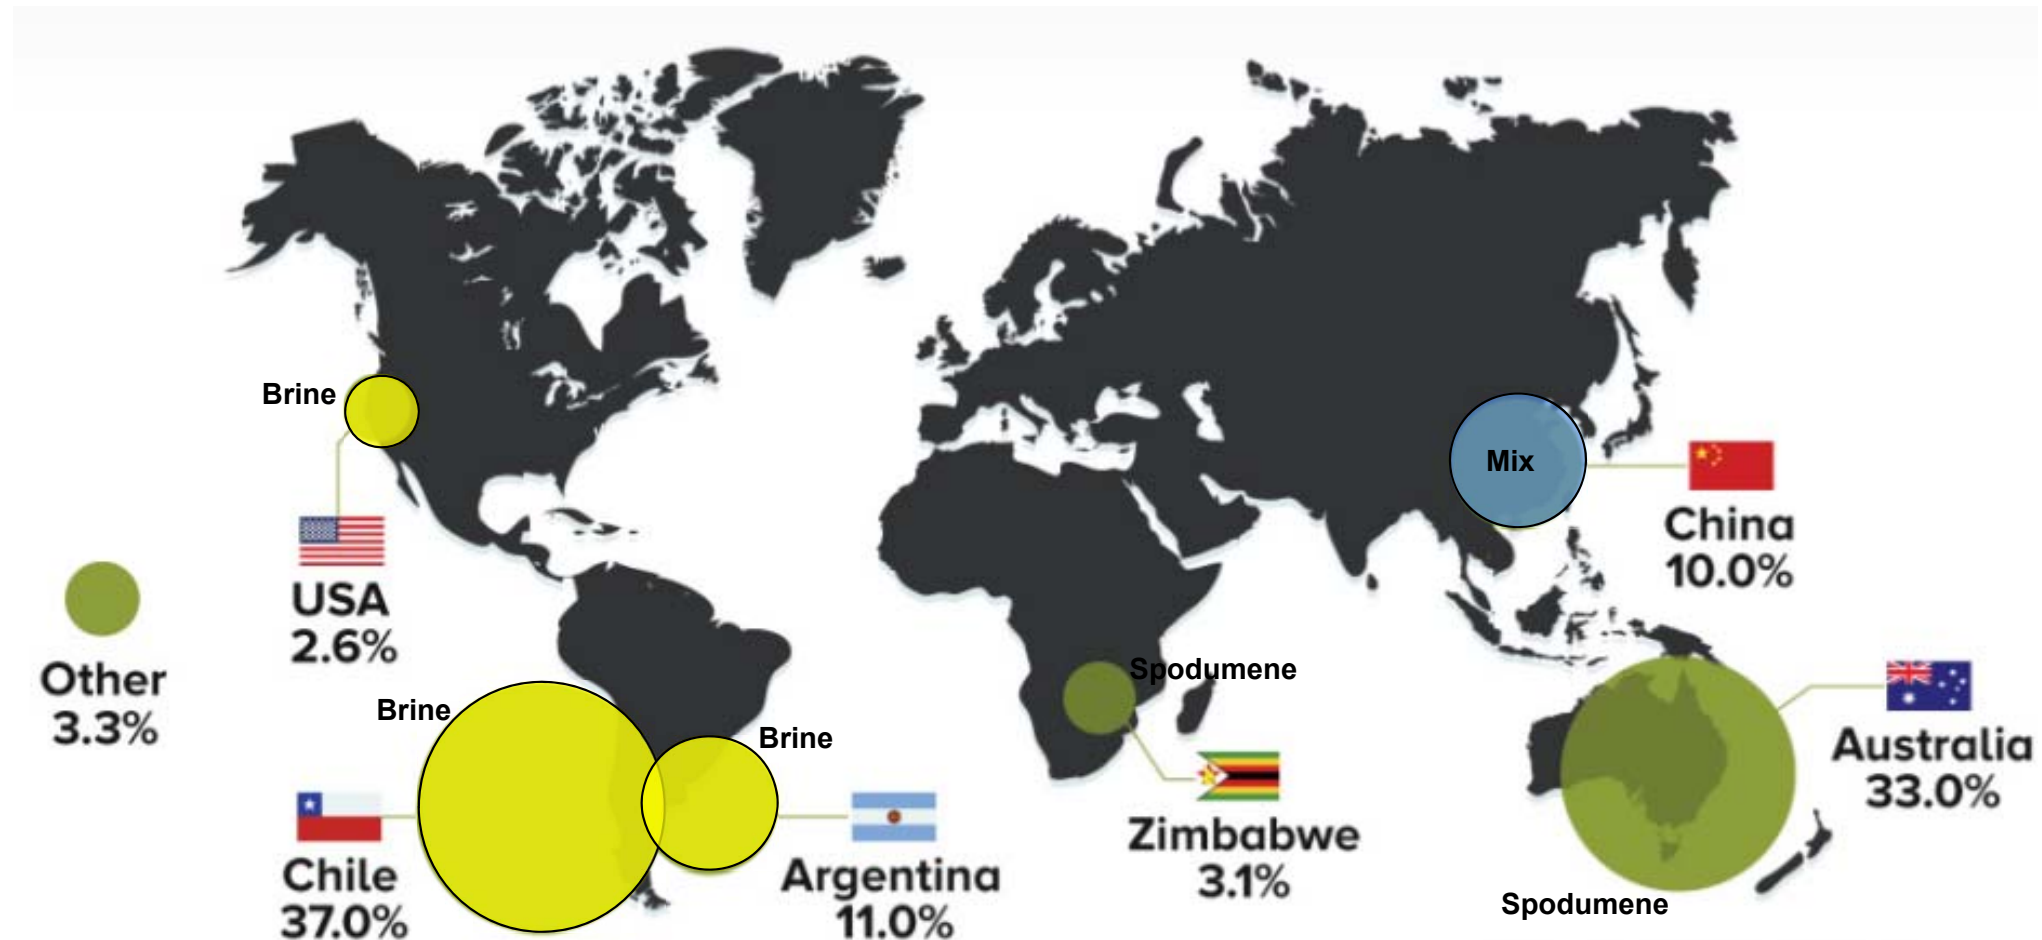 Brine
USA
2.6%
Other
3.3%
Brine
Chile
37.0%
Brine
Argentina
11.0%
Spodumene
Zimbabwe
3.1%
Mix
China
10.0%
Australia
33.0%
Spodumene